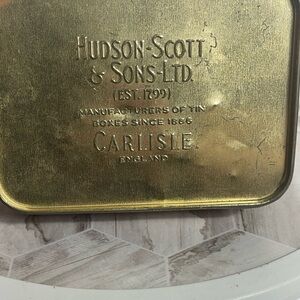 HUDSON-SCOTT
& SONS-LTD.
(EST. 1799)
MANUFACTURERS OF TIN
BOXES SINCE 1886
CARLISLE
ENGLAND